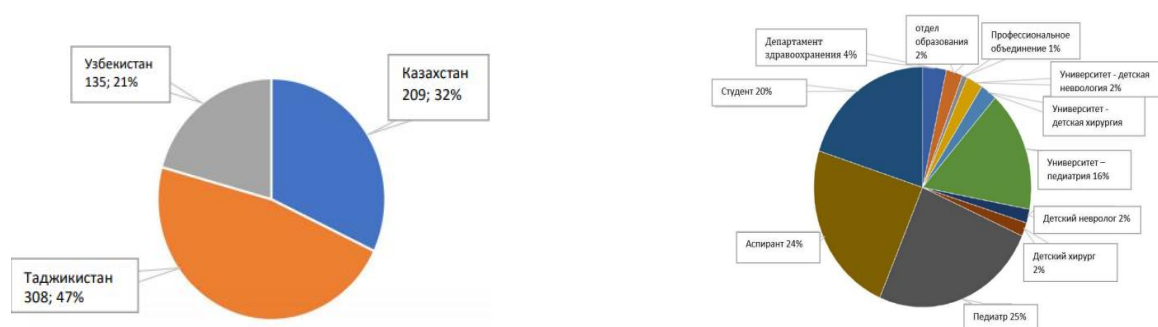 Узбекистан
135; 21%
Казахстан
209; 32%
Таджикистан
308; 47%
Департамент
здравоохранения 4%
отдел
образования
2%
Профессиональное
объединение 1%
Университет - детская
неврология 2%
Университет -
детская хирургия
Университет –
педиатрия 16%
Детский невролог 2%
Детский хирург
2%
Педиатр 25%
Аспирант 24%
Студент 20%